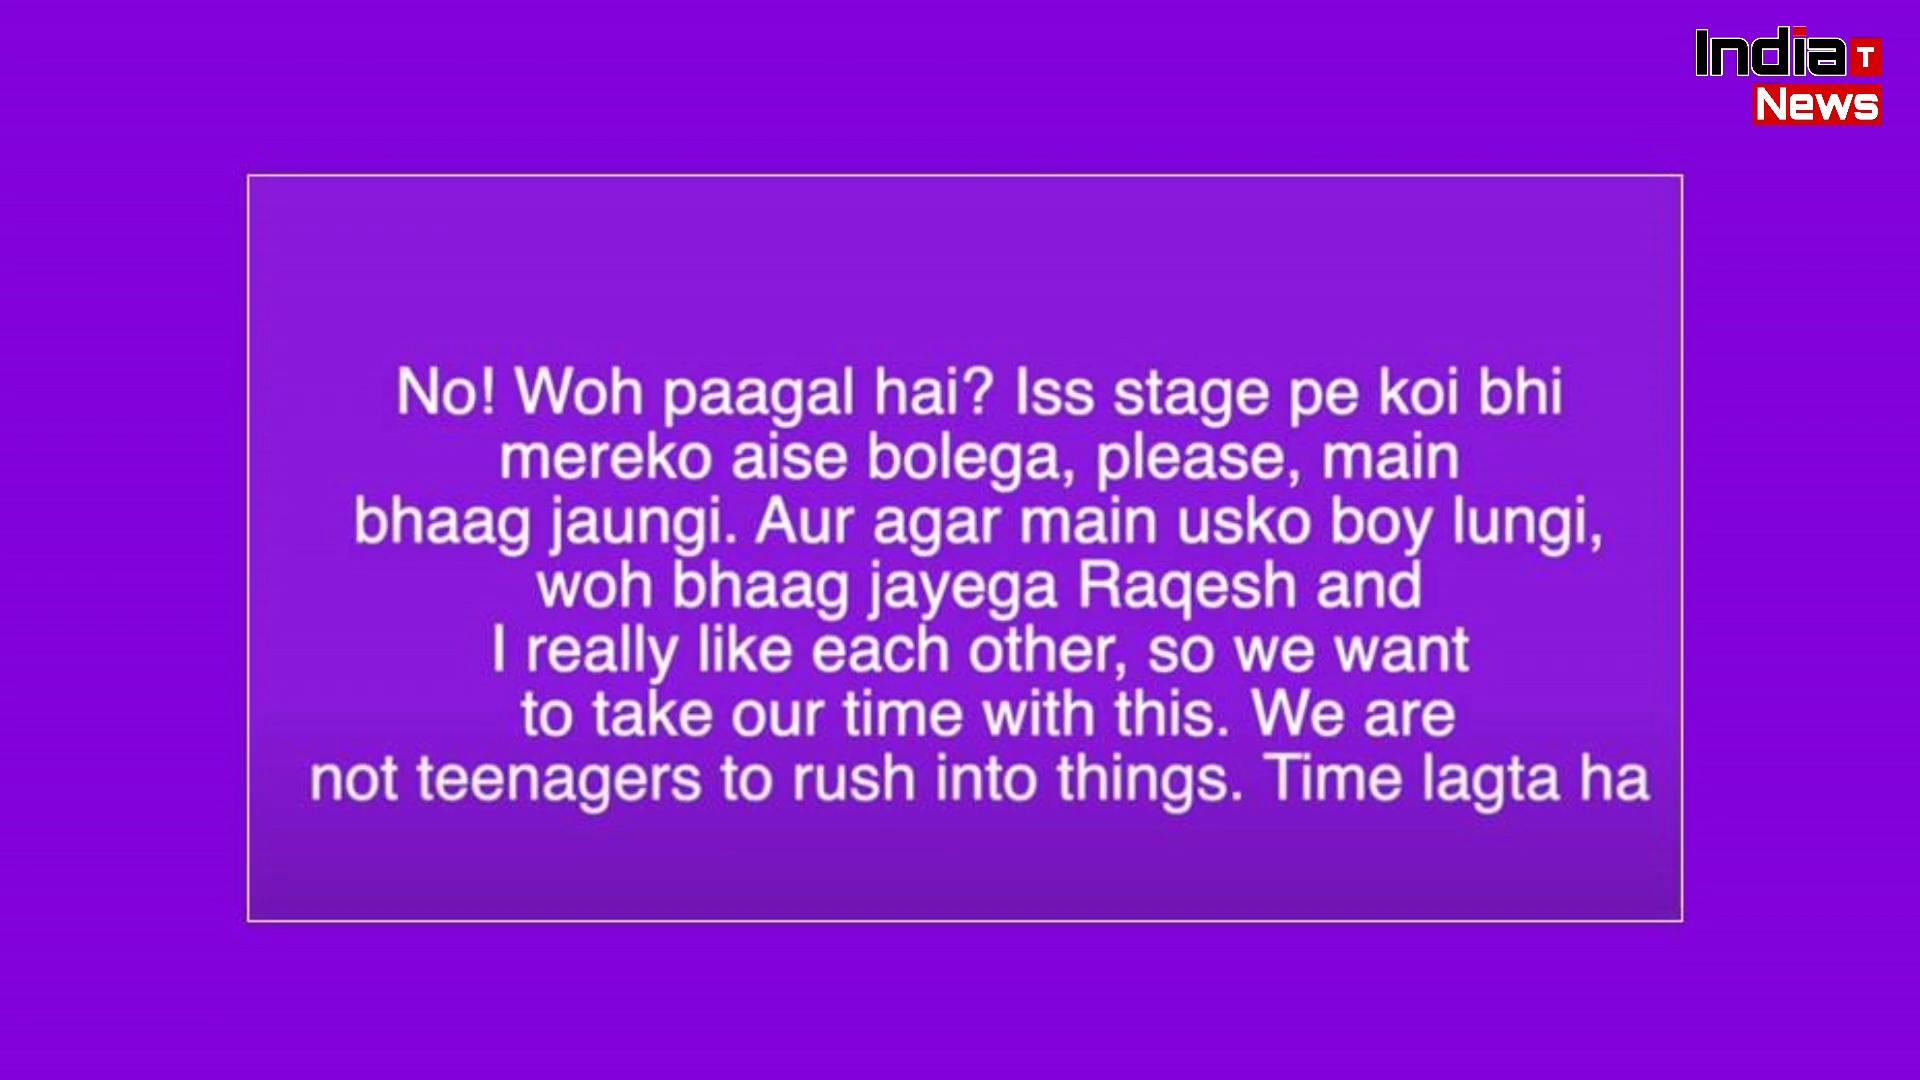 India T
News
No! Woh paagal hai? Iss stage pe koi bhi
mereko aise bolega, please, main
bhaag jaungi. Aur agar main usko boy lungi,
woh bhaag jayega Raqesh and
I really like each other, so we want
to take our time with this. We are
not teenagers to rush into things. Time lagta ha